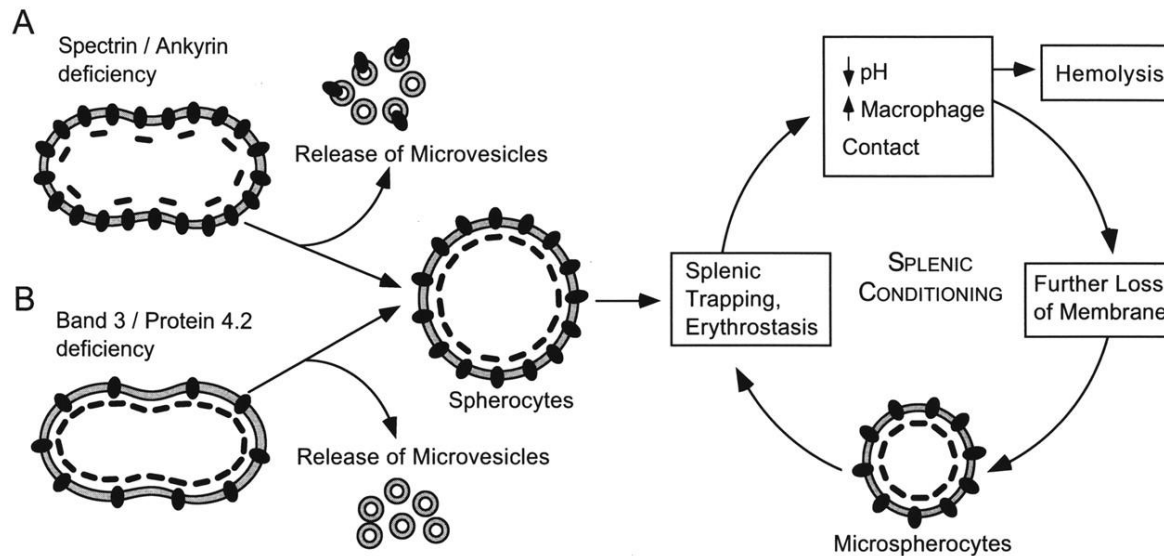 A
Spectrin / Ankyrin
deficiency
Release of Microvesicles
B
Band 3 / Protein 4.2
deficiency
Release of Microvesicles
Spherocytes
Splenic
Trapping,
Erythrostasis
↓ pH
↑ Macrophage
Contact
Hemolysis
SPLENIC
CONDITIONING
Further Loss
of Membrane
Microspherocytes